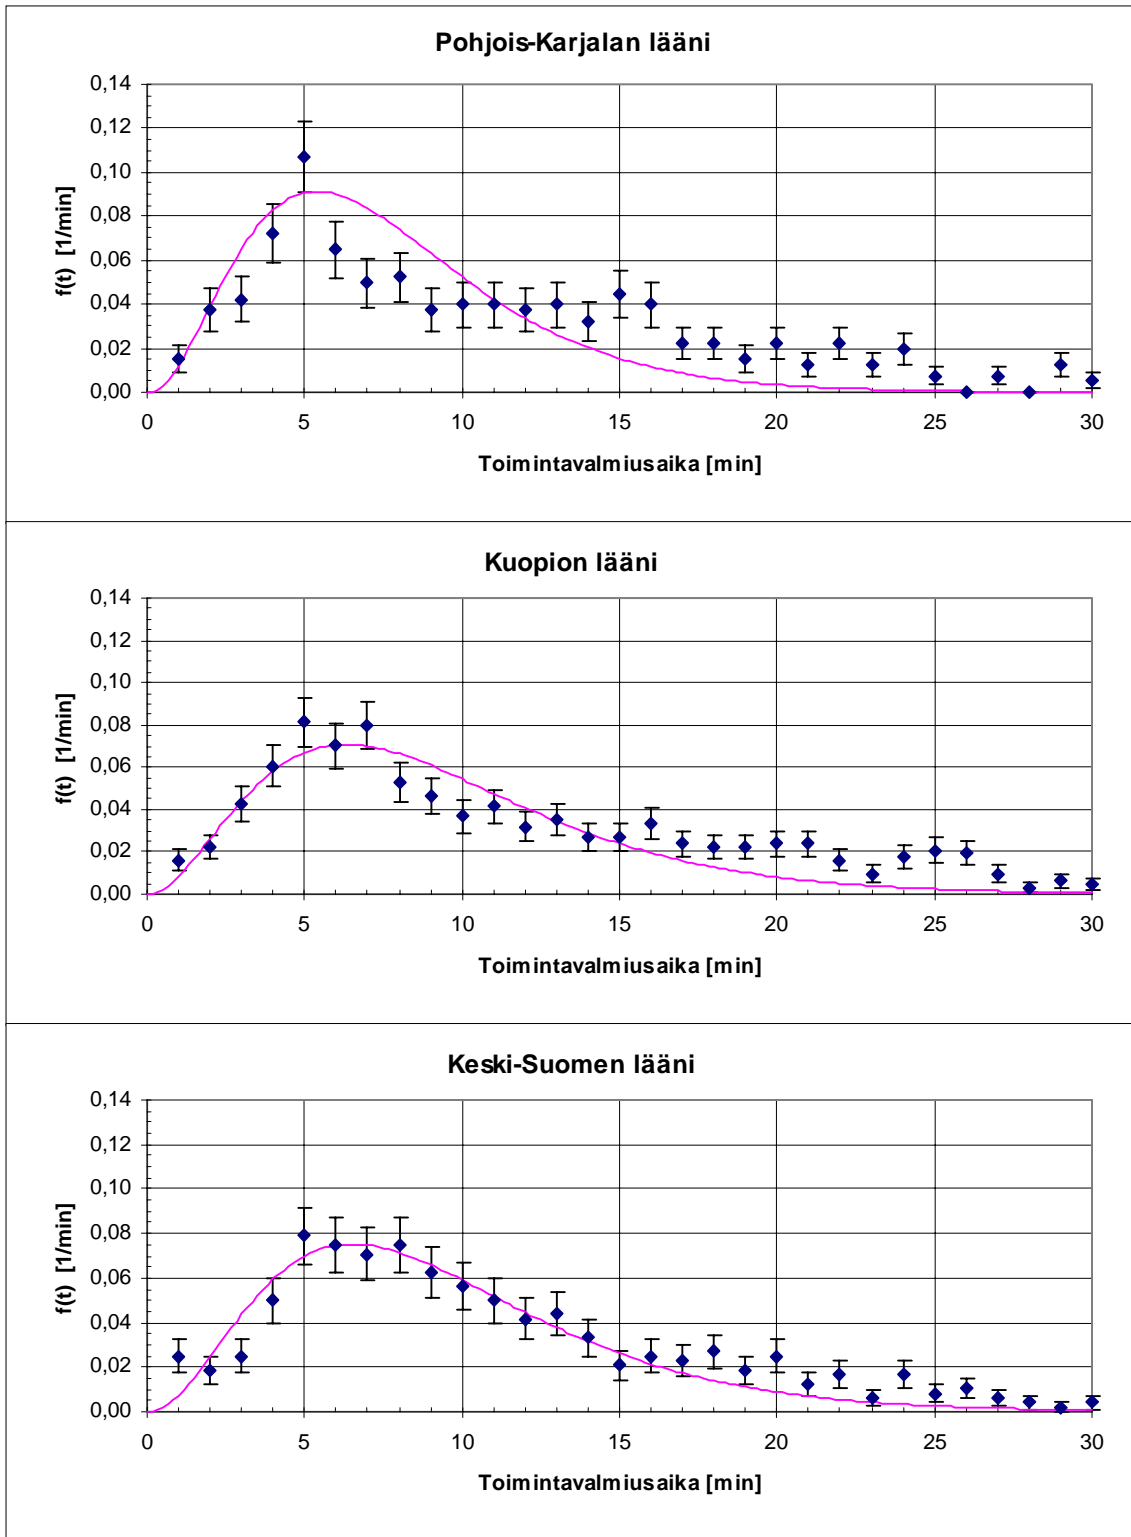 Pohjois-Karjalan lääni
0,14
0,12
0,10
0,08
0,06
0,04
0,02
0,00
f(t) [1/min]
0 5 10 15 20 25 30
Toimintavalmiusaika [min]
Kuopion lääni
0,14
0,12
0,10
0,08
0,06
0,04
0,02
0,00
f(t) [1/min]
0 5 10 15 20 25 30
Toimintavalmiusaika [min]
Keski-Suomen lääni
0,14
0,12
0,10
0,08
0,06
0,04
0,02
0,00
f(t) [1/min]
0 5 10 15 20 25 30
Toimintavalmiusaika [min]